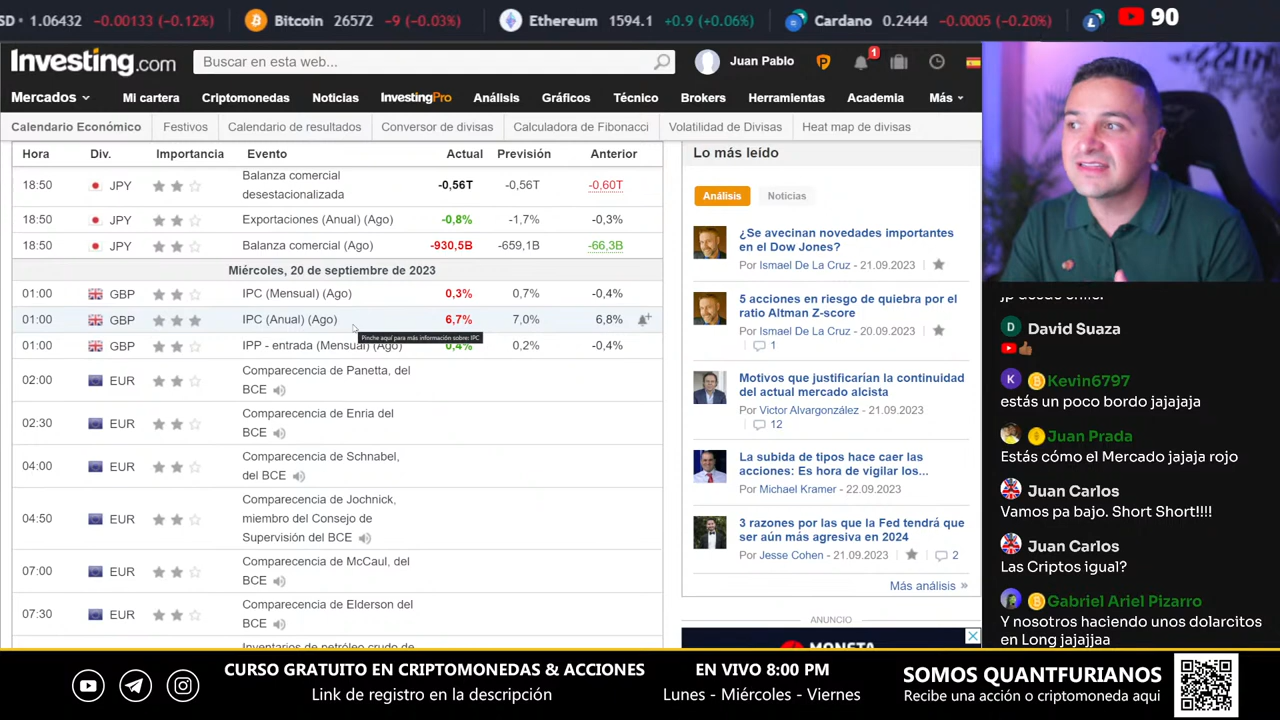 SD • 1.06432 -0.00133 (-0.12%) Bitcoin 26572 -9 (-0.03%) Ethereum 1594.1 +0.9 (+0.06%) Cardano 0.2444 -0.0005 (-0.20%) 90
Investing.com Buscar en esta web... Juan Pablo 1
Mercados Mi cartera Criptomonedas Noticias InvestingPro Análisis Gráficos Técnico Brokers Herramientas Academia Más
Calendario Económico Festivos Calendario de resultados Conversor de divisas Calculadora de Fibonacci Volatilidad de Divisas Heat map de divisas
Hora Div. Importancia Evento Actual Previsión Anterior
18:50 JPY Balanza comercial
desestacionalizada -0,56T -0,56T -0,60T
18:50 JPY Exportaciones (Anual) (Ago) -0,8% -1,7% -0,3%
18:50 JPY Balanza comercial (Ago) -930,5B -659,1B -66,3B
Miércoles, 20 de septiembre de 2023
01:00 GBP IPC (Mensual) (Ago) 0,3% 0,7% -0,4%
01:00 GBP IPC (Anual) (Ago) 6,7% 7,0% 6,8%
Pinche aquí para más información sobre: IPC
01:00 GBP IPP - entrada (Mensual) (Ago) 0,4% 0,2% -0,4%
02:00 EUR Comparecencia de Panetta, del
BCE
02:30 EUR Comparecencia de Enria del
BCE
04:00 EUR Comparecencia de Schnabel,
del BCE
04:50 EUR Comparecencia de Jochnick,
miembro del Consejo de
Supervisión del BCE
07:00 EUR Comparecencia de McCaul, del
BCE
07:30 EUR Comparecencia de Elderson del
BCE
Inventarios de petróleo crudo de
Lo más leído
Análisis Noticias
¿Se avecinan novedades importantes
en el Dow Jones?
Por Ismael De La Cruz - 21.09.2023
5 acciones en riesgo de quiebra por el
ratio Altman Z-score
Por Ismael De La Cruz - 20.09.2023
1
Motivos que justificarían la continuidad
del actual mercado alcista
Por Victor Alvargonzález - 21.09.2023
12
La subida de tipos hace caer las
acciones: Es hora de vigilar los...
Por Michael Kramer - 22.09.2023
3 razones por las que la Fed tendrá que
ser aún más agresiva en 2024
Por Jesse Cohen - 21.09.2023 2
Más análisis »
ANUNCIO
MONSTA
jp desde chile.
D David Suaza
K Kevin6797
estás un poco bordo jajajaja
Juan Prada
Estás cómo el Mercado jajaja rojo
Juan Carlos
Vamos pa bajo. Short Short!!!!
Juan Carlos
Las Criptos igual?
Gabriel Ariel Pizarro
Y nosotros haciendo unos dolarcitos
en Long jajajjaa
CURSO GRATUITO EN CRIPTOMONEDAS & ACCIONES
Link de registro en la descripción
EN VIVO 8:00 PM
Lunes - Miércoles - Viernes
SOMOS QUANTFURIANOS
Recibe una acción o criptomoneda aqui